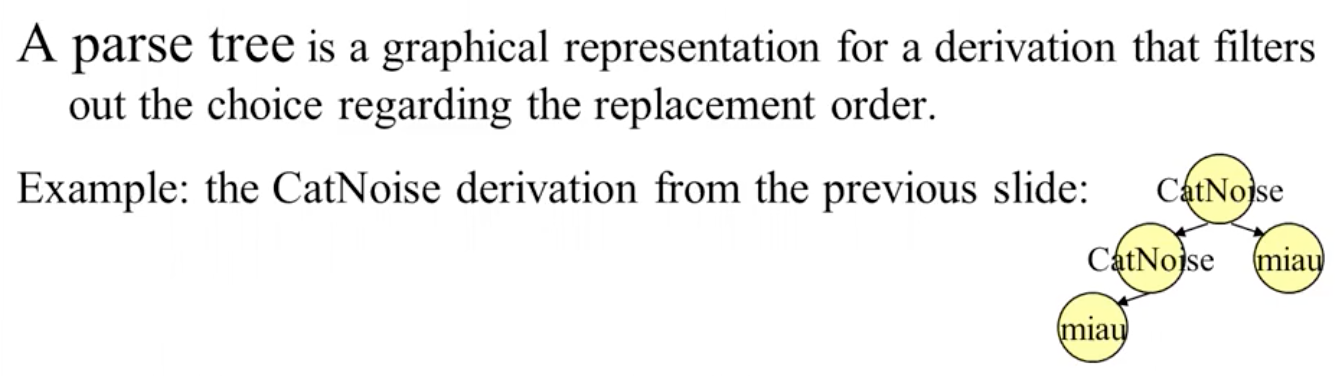 A parse tree is a graphical representation for a derivation that filters
out the choice regarding the replacement order.
Example: the CatNoise derivation from the previous slide:
CatNoise
CatNoise miau
miau